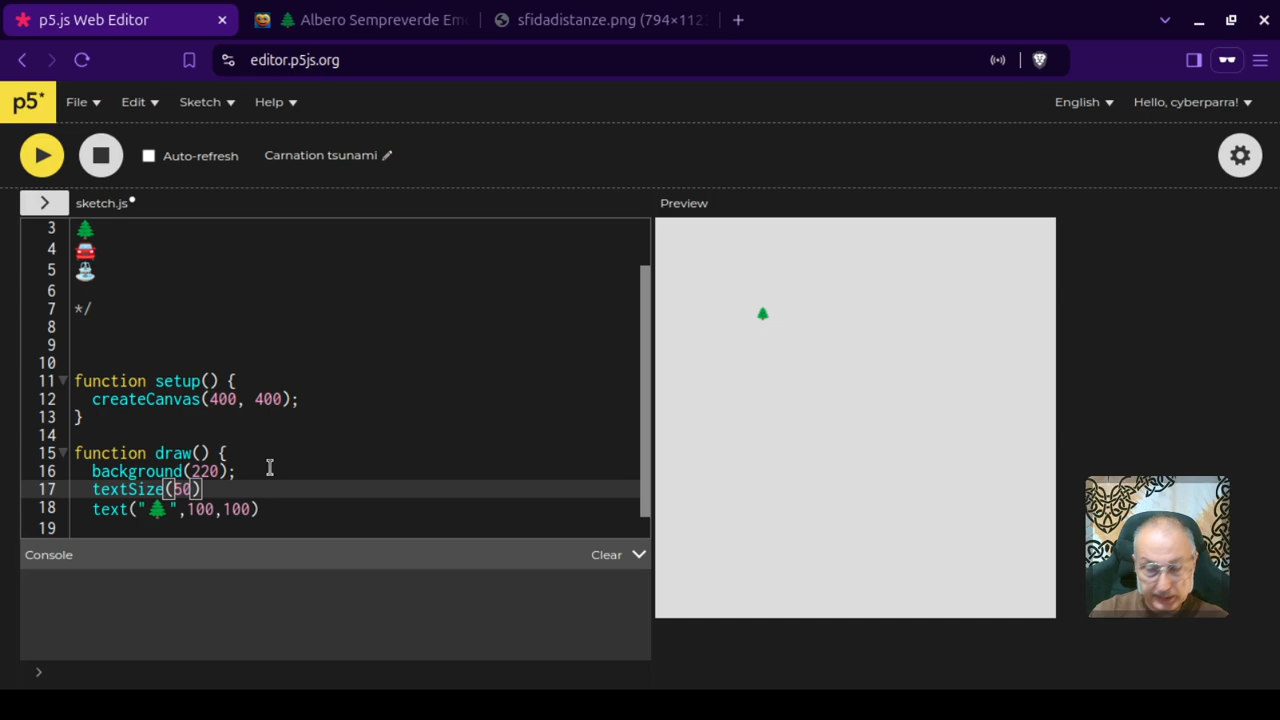 p5.js Web Editor
🌲 Albero Sempreverde Em
sfidadistanze.png (794×112
editor.p5js.org
p5*
File
Edit
Sketch
Help
English
Hello, cyberparra!
Auto-refresh
Carnation tsunami
sketch.js
Preview
3 🌲
4 🚘
5 ⛲
6
7 */
8
9
10
11 function setup() {
12 createCanvas(400, 400);
13 }
14
15 function draw() {
16 background(220);
17 textSize(50)
18 text("🌲",100,100)
19
Console
Clear
>